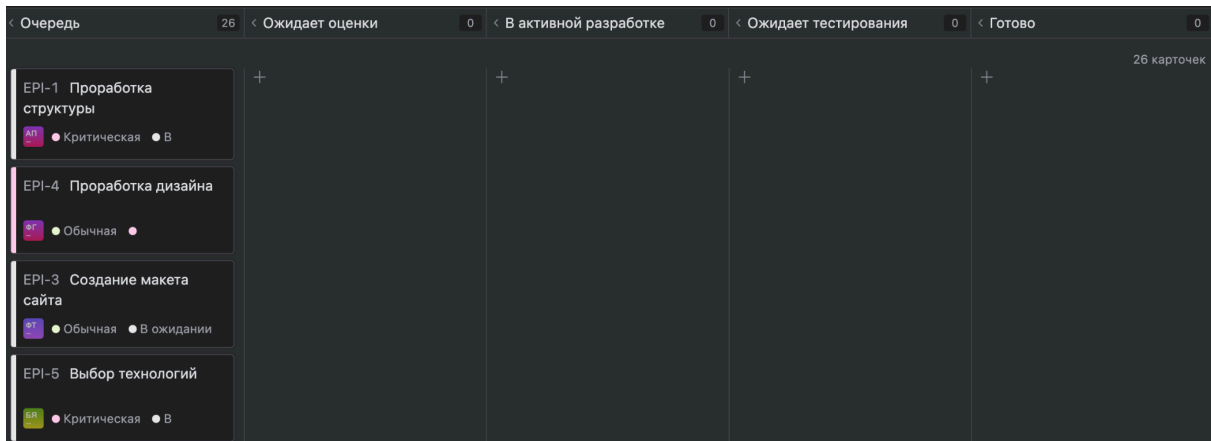 Очередь 26 Ожидает оценки 0 В активной разработке 0 Ожидает тестирования 0 Готово 0
26 карточек
EPI-1 Проработка
структуры
АП Критическая В
EPI-4 Проработка дизайна
ФГ Обычная
EPI-3 Создание макета
сайта
ФТ Обычная В ожидании
EPI-5 Выбор технологий
БЯ Критическая В